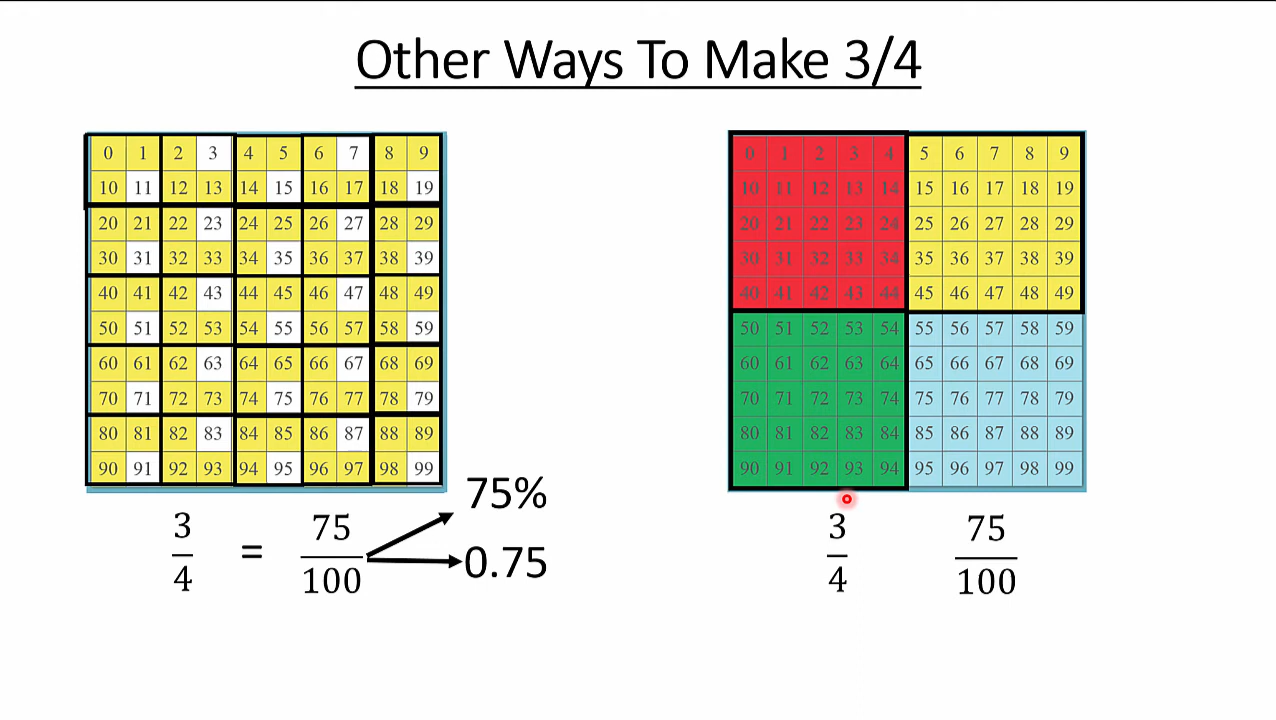 Other Ways To Make 3/4
0 1 2 3 4 5 6 7 8 9
10 11 12 13 14 15 16 17 18 19
20 21 22 23 24 25 26 27 28 29
30 31 32 33 34 35 36 37 38 39
40 41 42 43 44 45 46 47 48 49
50 51 52 53 54 55 56 57 58 59
60 61 62 63 64 65 66 67 68 69
70 71 72 73 74 75 76 77 78 79
80 81 82 83 84 85 86 87 88 89
90 91 92 93 94 95 96 97 98 99
3/4 = 75/100
75%
0.75
0 1 2 3 4 5 6 7 8 9
10 11 12 13 14 15 16 17 18 19
20 21 22 23 24 25 26 27 28 29
30 31 32 33 34 35 36 37 38 39
40 41 42 43 44 45 46 47 48 49
50 51 52 53 54 55 56 57 58 59
60 61 62 63 64 65 66 67 68 69
70 71 72 73 74 75 76 77 78 79
80 81 82 83 84 85 86 87 88 89
90 91 92 93 94 95 96 97 98 99
3/4 75/100